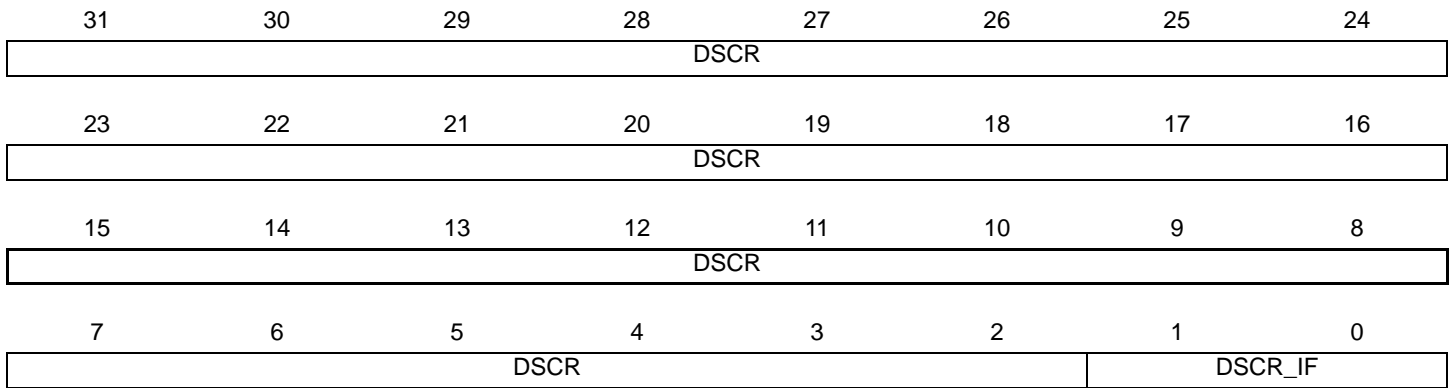 31 30 29 28 27 26 25 24
DSCR
23 22 21 20 19 18 17 16
DSCR
15 14 13 12 11 10 9 8
DSCR
7 6 5 4 3 2 1 0
DSCR DSCR_IF